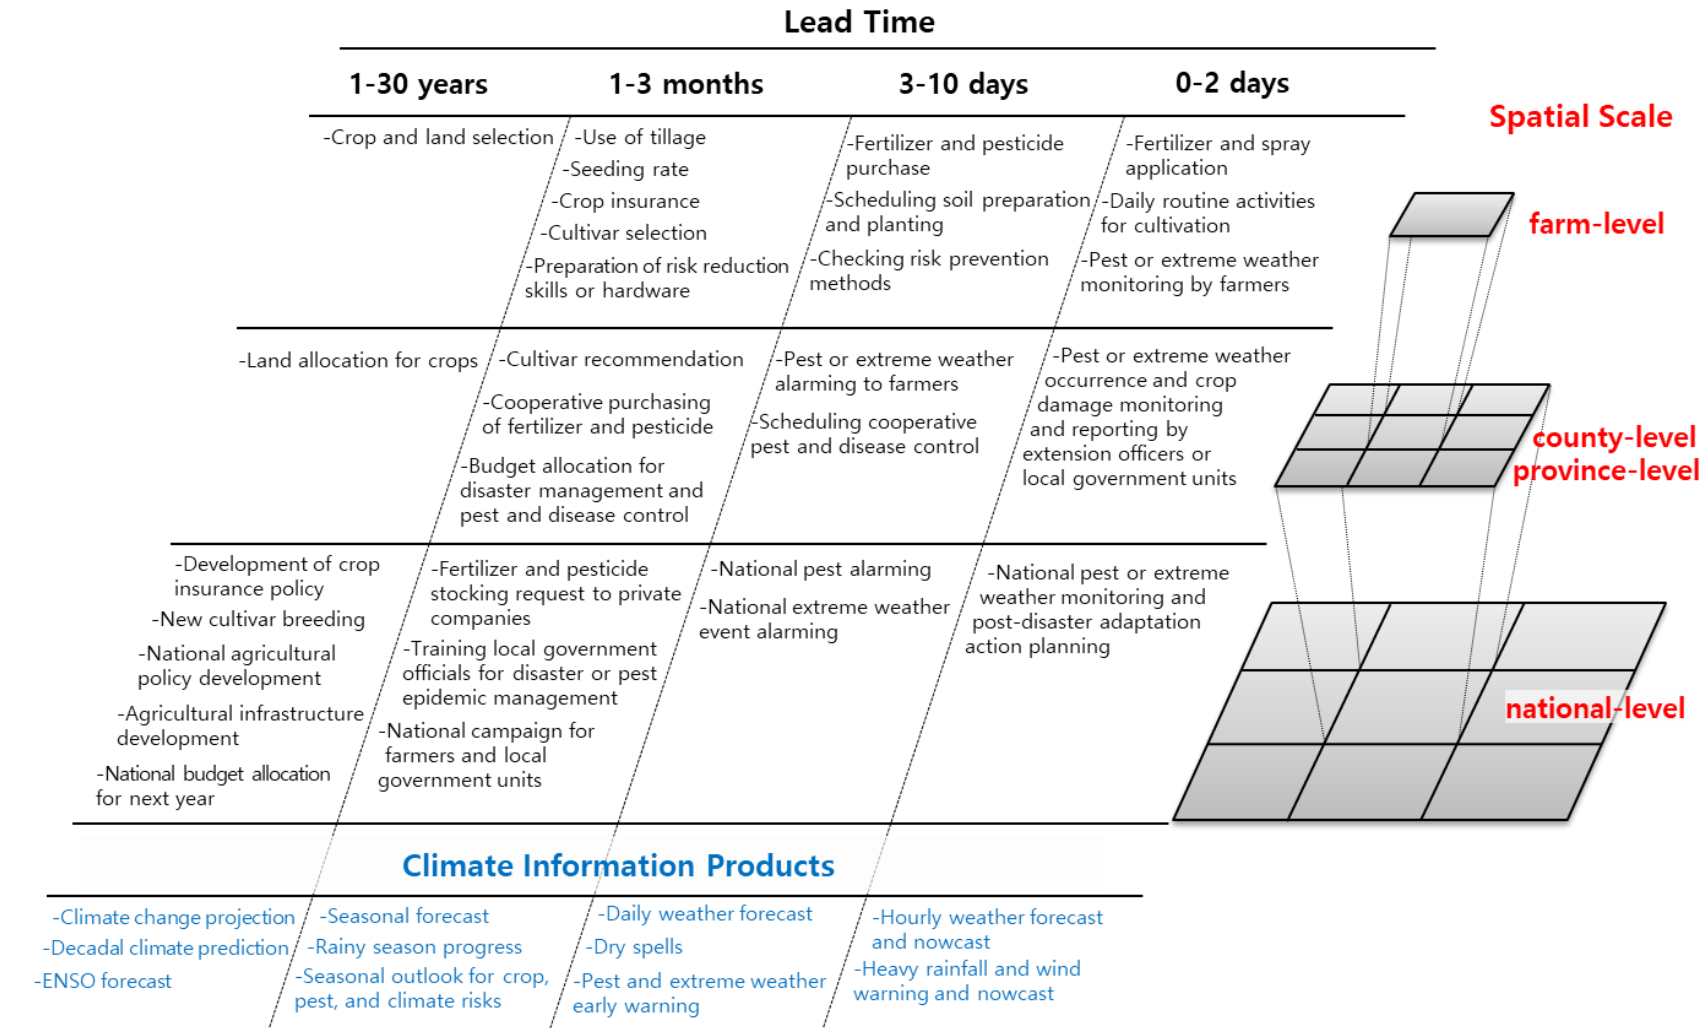 Lead Time
1-30 years
1-3 months
3-10 days
0-2 days
Spatial Scale
-Crop and land selection
-Use of tillage
-Seeding rate
-Crop insurance
-Cultivar selection
-Preparation of risk reduction
skills or hardware
-Fertilizer and pesticide
purchase
-Scheduling soil preparation
and planting
-Checking risk prevention
methods
-Fertilizer and spray
application
-Daily routine activities
for cultivation
-Pest or extreme weather
monitoring by farmers
farm-level
-Land allocation for crops
-Cultivar recommendation
-Cooperative purchasing
of fertilizer and pesticide
-Budget allocation for
disaster management and
pest and disease control
-Pest or extreme weather
alarming to farmers
-Scheduling cooperative
pest and disease control
-Pest or extreme weather
occurrence and crop
damage monitoring
and reporting by
extension officers or
local government units
county-level
province-level
-Development of crop
insurance policy
-New cultivar breeding
-National agricultural
policy development
-Agricultural infrastructure
development
-National budget allocation
for next year
-Fertilizer and pesticide
stocking request to private
companies
-Training local government
officials for disaster or pest
epidemic management
-National campaign for
farmers and local
government units
-National pest alarming
-National extreme weather
event alarming
-National pest or extreme
weather monitoring and
post-disaster adaptation
action planning
national-level
Climate Information Products
-Climate change projection
-Decadal climate prediction
-ENSO forecast
-Seasonal forecast
-Rainy season progress
-Seasonal outlook for crop,
pest, and climate risks
-Daily weather forecast
-Dry spells
-Pest and extreme weather
early warning
-Hourly weather forecast
and nowcast
-Heavy rainfall and wind
warning and nowcast